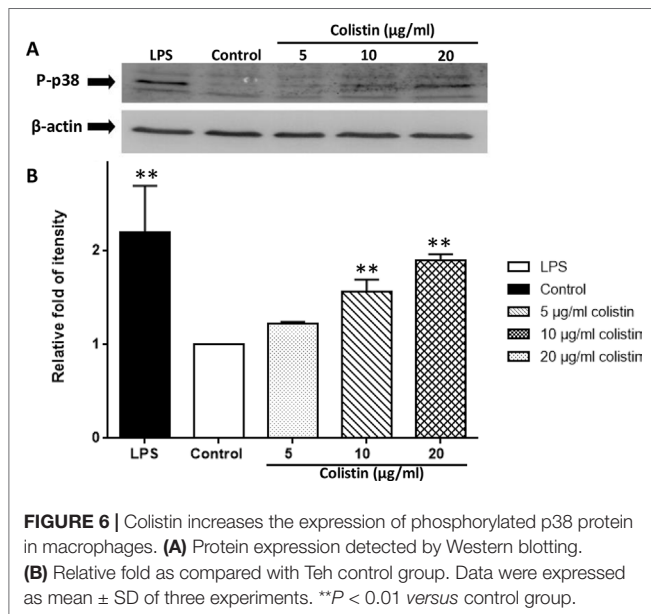 A
LPS Control Colistin (μg/ml)
5 10 20
P-p38
β-actin
B
Relative fold of itensity
2
1
0
** ** **
LPS Control 5 10 20
Colistin (μg/ml)
LPS
Control
5 μg/ml colistin
10 μg/ml colistin
20 μg/ml colistin
FIGURE 6 | Colistin increases the expression of phosphorylated p38 protein
in macrophages. (A) Protein expression detected by Western blotting.
(B) Relative fold as compared with Teh control group. Data were expressed
as mean ± SD of three experiments. **P < 0.01 versus control group.